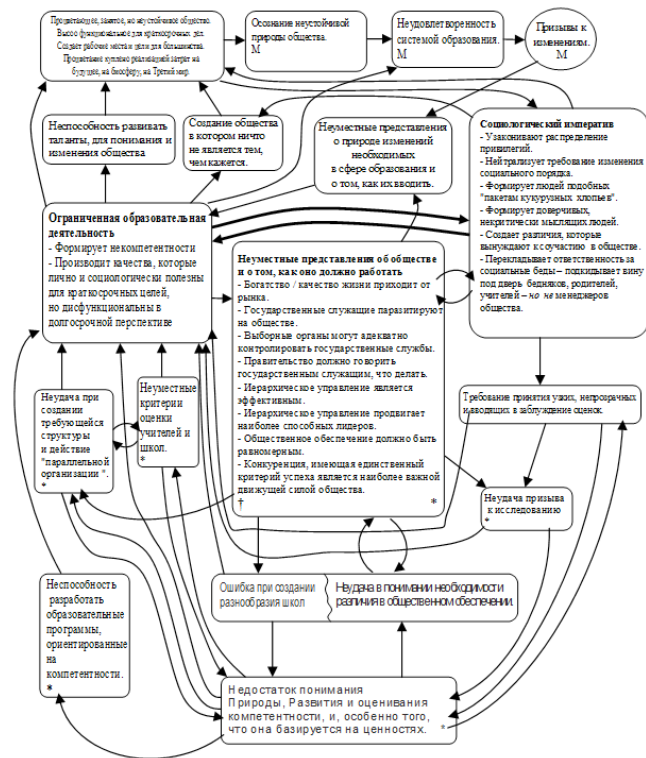 Процветающее, занятое, но неустойчивое общество.
Высоо функциональное для краткосрочных дел.
Создает рабочие места и цели для большинства.
Процветание куплено реализацией затрат на
будущее, на биосферу, на Третий мир.
Осознание неустойчивой
природы общества.
М
Неудовлетворенность
системой образования.
М
Призывы к
изменениям.
М
Неспособность развивать
таланты, для понимания и
изменения общества
Создание общества
в котором ничто
не является тем,
чем кажется.
Неуместные представления
о природе изменений
необходимых
в сфере образования и
о том, как их вводить.
Социологический императив
- Узаконивают распределение
привилегий.
- Нейтрализует требование изменения
социального порядка.
- Формирует людей подобных
"пакетам кукурузных хлопьев".
- Формирует доверчивых,
некритически мыслящих людей.
- Создает различия, которые
вынуждают к соучастию в обществе.
- Перекладывает ответственность за
социальные беды – подкидывает вину
под дверь бедняков, родителей,
учителей – но не менеджеров
общества.
Ограниченная образовательная
деятельность
- Формирует некомпетентности
- Производит качества, которые
лично и социологически полезны
для краткосрочных целей,
но дисфункциональны в
долгосрочной перспективе
Неуместные представления об обществе
и о том, как оно должно работать
- Богатство / качество жизни приходит от
рынка.
- Государственные служащие паразитируют
на обществе.
- Выборные органы могут адекватно
контролировать государственные службы.
- Правительство должно говорить
государственным служащим, что делать.
- Иерархическое управление является
эффективным.
- Иерархическое управление продвигает
наиболее способных лидеров.
- Общественное обеспечение должно быть
равномерным.
- Конкуренция, имеющая единственный
критерий успеха является наиболее важной
движущей силой общества.
† *
Неудача при
создании
требующейся
структуры
и действие
"параллельной
организации ".
*
Неуместные
критерии
оценки
учителей и
школ.
*
Требование принятия узких, непрозрачных
и вводящих в заблуждение оценок.
Неудача призыва
к исследованию
*
Неспособность
разработать
образовательные
программы,
ориентированные
на
компетентности.
*
Ошибка при создании
разнообразия школ
Неудача в понимании необходимости
различия в общественном обеспечении.
Недостаток понимания
Природы, Развития и оценивания
компетентности, и, особенно того,
что она базируется на ценностях. *